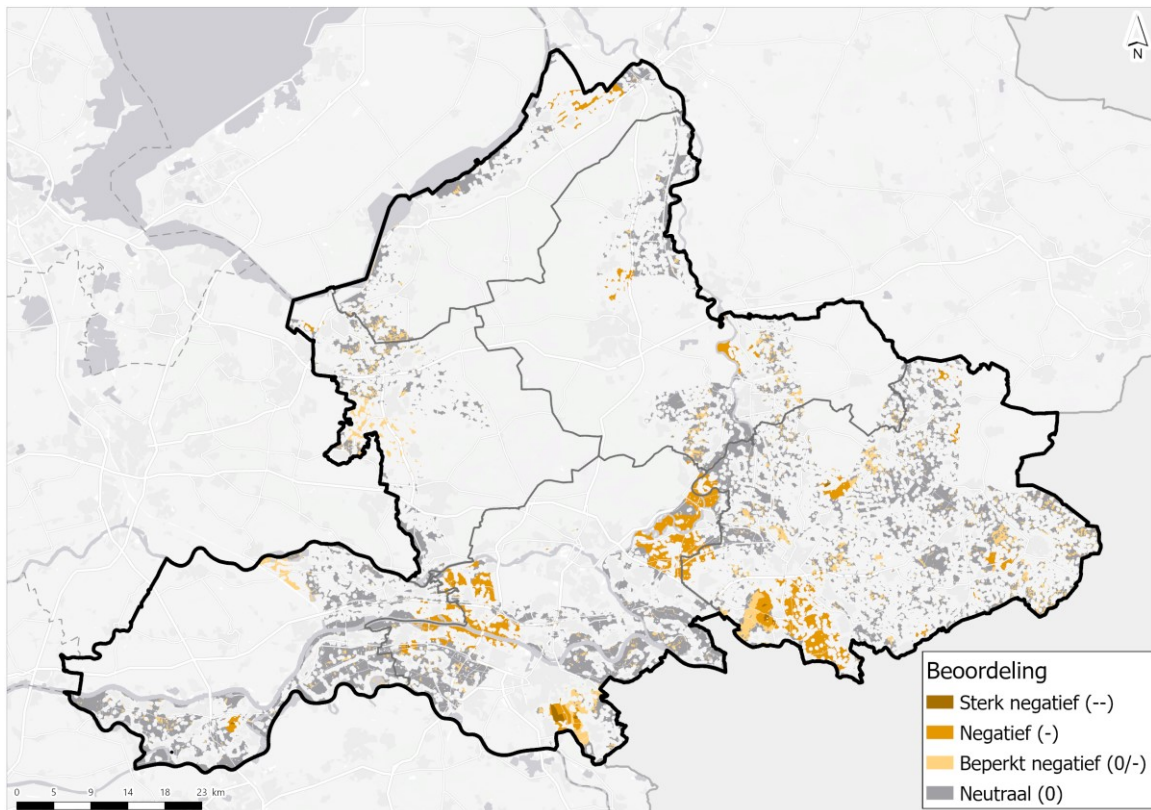 N
Beoordeling
Sterk negatief (--)
Negatief (-)
Beperkt negatief (0/-)
Neutraal (0)
0 5 9 14 18 23 km